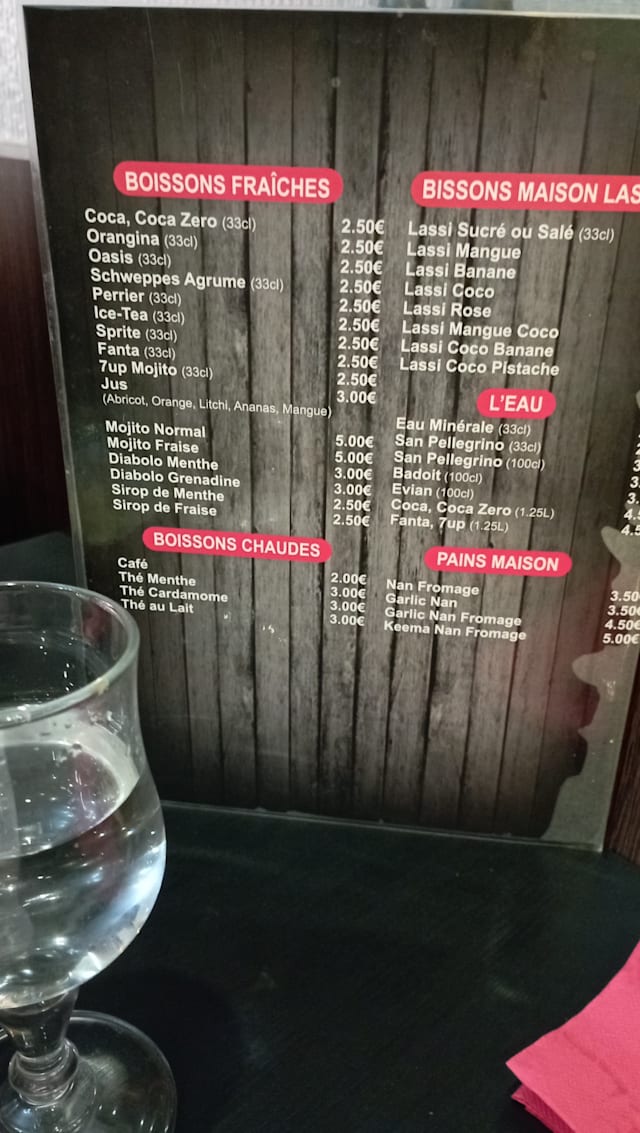 BOISSONS FRAÎCHES
Coca, Coca Zero (33cl) 2.50€
Orangina (33cl) 2.50€
Oasis (33cl) 2.50€
Schweppes Agrume (33cl) 2.50€
Perrier (33cl) 2.50€
Ice-Tea (33cl) 2.50€
Sprite (33cl) 2.50€
Fanta (33cl) 2.50€
7up Mojito (33cl) 2.50€
Jus 3.00€
(Abricot, Orange, Litchi, Ananas, Mangue)
Mojito Normal 5.00€
Mojito Fraise 5.00€
Diabolo Menthe 3.00€
Diabolo Grenadine 3.00€
Sirop de Menthe 2.50€
Sirop de Fraise 2.50€
BOISSONS CHAUDES
Café 2.00€
Thé Menthe 3.00€
Thé Cardamome 3.00€
Thé au Lait 3.00€
BISSONS MAISON LAS
Lassi Sucré ou Salé (33cl)
Lassi Mangue
Lassi Banane
Lassi Coco
Lassi Rose
Lassi Mangue Coco
Lassi Coco Banane
Lassi Coco Pistache
L'EAU
Eau Minérale (33cl)
San Pellegrino (33cl)
San Pellegrino (100cl)
Badoit (100cl)
Evian (100cl)
Coca, Coca Zero (1.25L)
Fanta, 7up (1.25L)
PAINS MAISON
Nan Fromage 3.50
Garlic Nan 3.50€
Garlic Nan Fromage 4.50€
Keema Nan Fromage 5.00€